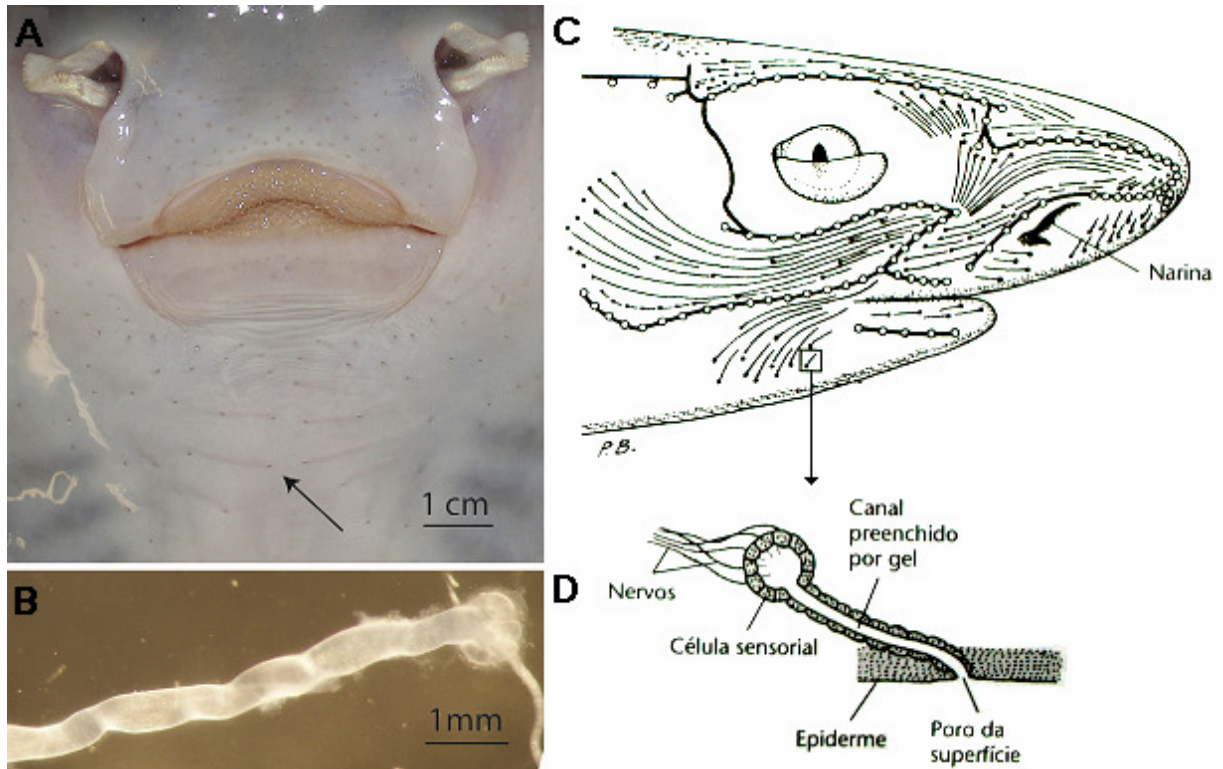 A
1 cm
B
1mm
C
Narina
P.B.
D
Nervos
Célula sensorial
Canal
preenchido
por gel
Epiderme
Poro da
superfície